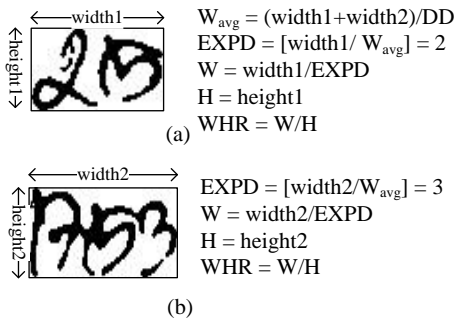 width1
height1
W_avg = (width1+width2)/DD
EXPD = [width1/ W_avg] = 2
W = width1/EXPD
H = height1
WHR = W/H
(a)
width2
height2
EXPD = [width2/W_avg] = 3
W = width2/EXPD
H = height2
WHR = W/H
(b)